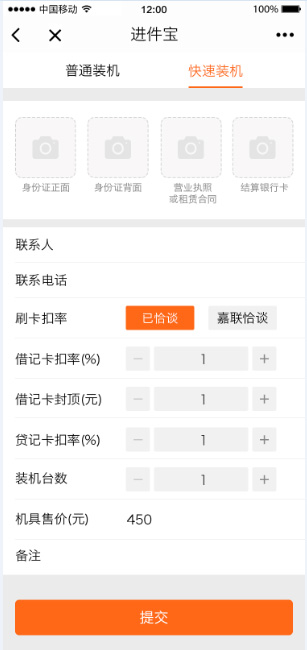 中国移动 12:00 100%
进件宝
普通装机 快速装机
身份证正面 身份证背面 营业执照 结算银行卡
或租赁合同
联系人
联系电话
刷卡扣率 已恰谈 嘉联恰谈
借记卡扣率(%) － 1 +
借记卡封顶(元) － 1 +
贷记卡扣率(%) － 1 +
装机台数 － 1 +
机具售价(元) 450
备注
提交